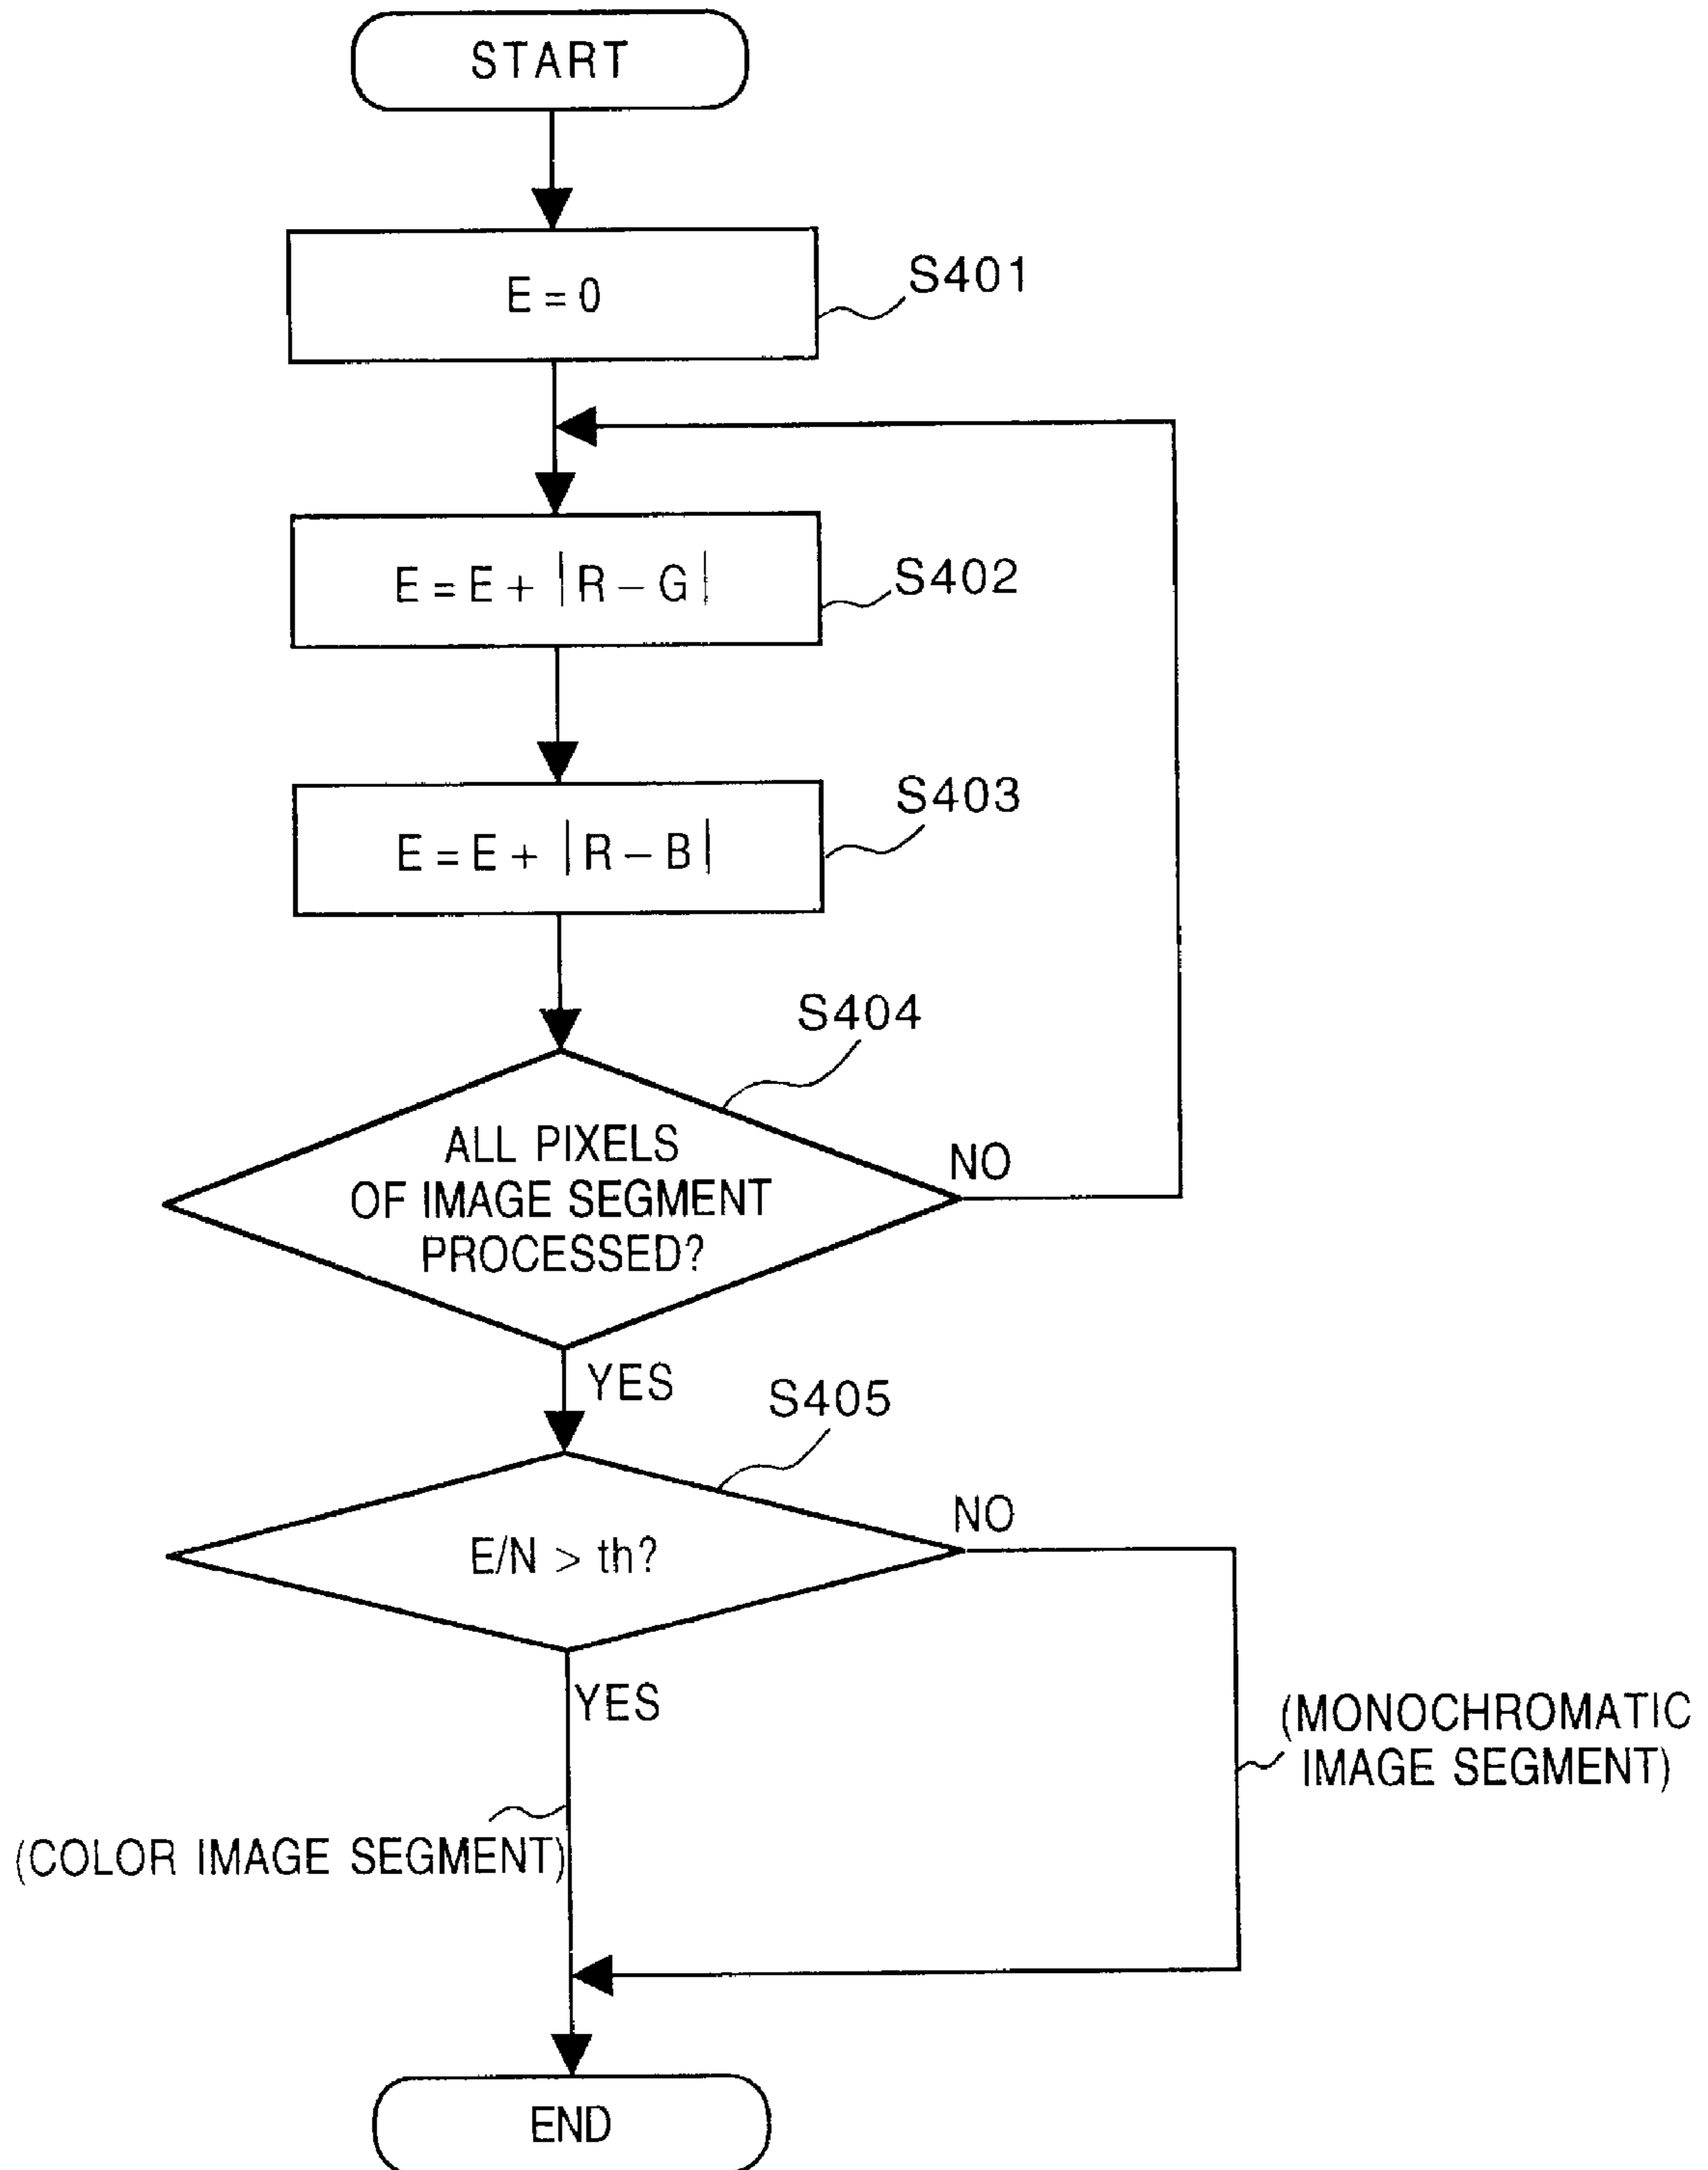 START
E = 0
S401
E = E + |R − G|
S402
E = E + |R − B|
S403
S404
ALL PIXELS
OF IMAGE SEGMENT
PROCESSED?
NO
YES
S405
E/N > th?
NO
YES
(MONOCHROMATIC
IMAGE SEGMENT)
(COLOR IMAGE SEGMENT)
END